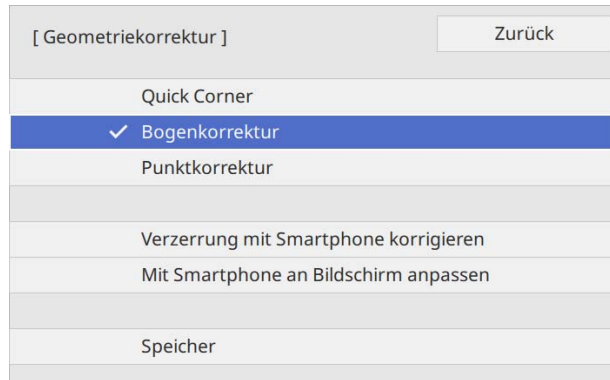 [ Geometriekorrektur ] Zurück
Quick Corner
✓ Bogenkorrektur
Punktkorrektur
Verzerrung mit Smartphone korrigieren
Mit Smartphone an Bildschirm anpassen
Speicher